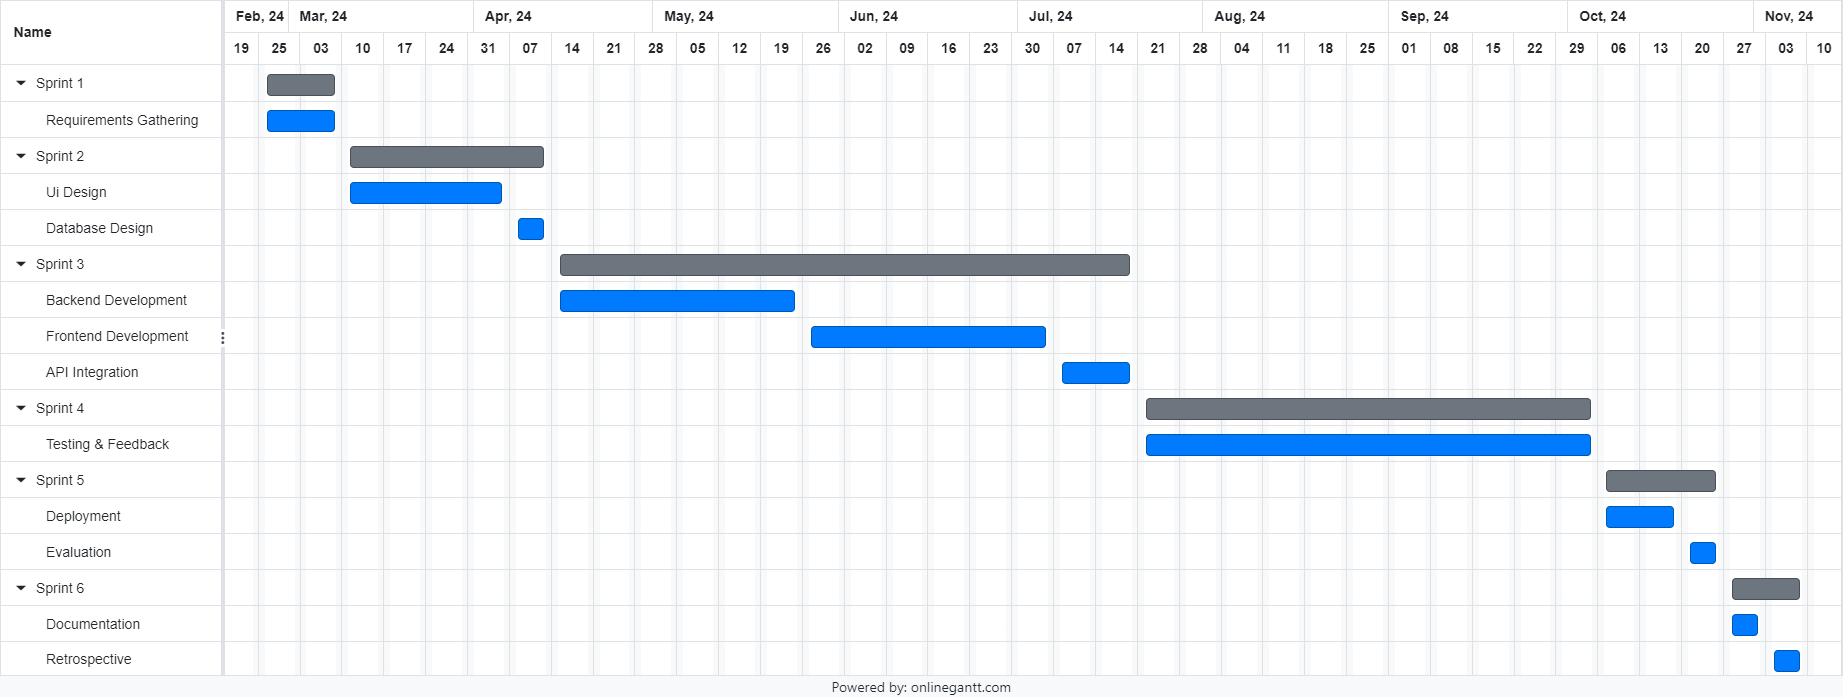 Name
Feb, 24 Mar, 24 Apr, 24 May, 24 Jun, 24 Jul, 24 Aug, 24 Sep, 24 Oct, 24 Nov, 24
19 25 03 10 17 24 31 07 14 21 28 05 12 19 26 02 09 16 23 30 07 14 21 28 04 11 18 25 01 08 15 22 29 06 13 20 27 03 10
Sprint 1
Requirements Gathering
Sprint 2
Ui Design
Database Design
Sprint 3
Backend Development
Frontend Development
API Integration
Sprint 4
Testing & Feedback
Sprint 5
Deployment
Evaluation
Sprint 6
Documentation
Retrospective
Powered by: onlinegantt.com